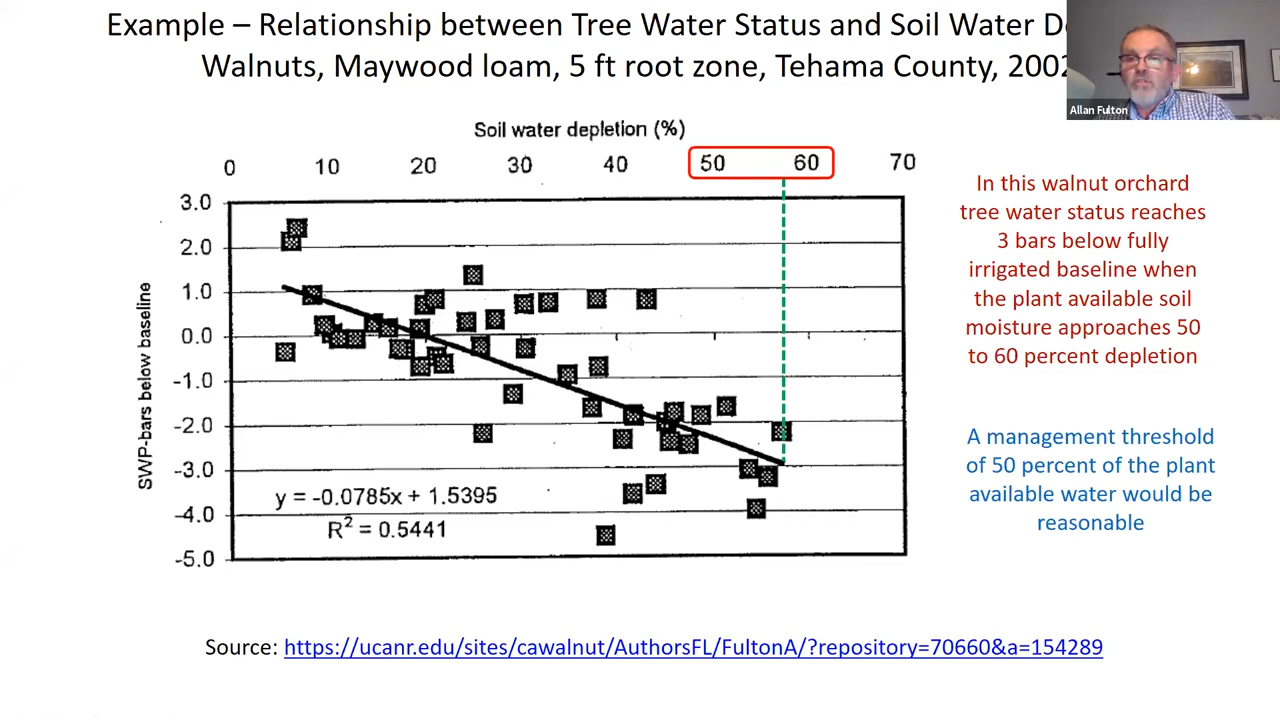 Example – Relationship between Tree Water Status and Soil Water
Walnuts, Maywood loam, 5 ft root zone, Tehama County, 2002
Allan Fulton
Soil water depletion (%)
0 10 20 30 40 50 60 70
3.0
2.0
1.0
0.0
-1.0
-2.0
-3.0
-4.0
-5.0
SWP-bars below baseline
y = -0.0785x + 1.5395
R² = 0.5441
In this walnut orchard
tree water status reaches
3 bars below fully
irrigated baseline when
the plant available soil
moisture approaches 50
to 60 percent depletion
A management threshold
of 50 percent of the plant
available water would be
reasonable
Source: https://ucanr.edu/sites/cawalnut/AuthorsFL/FultonA/?repository=70660&a=154289